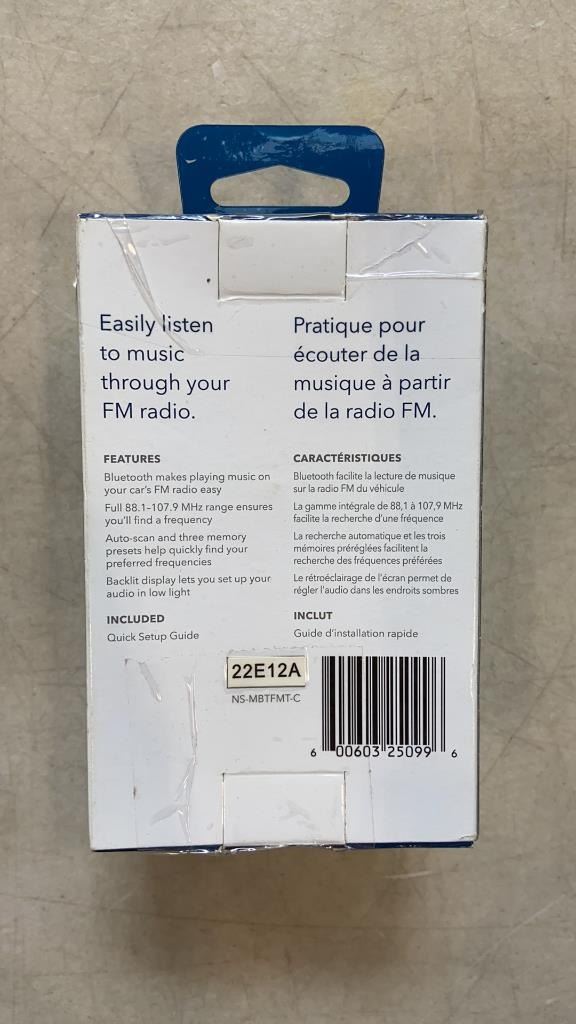 Easily listen
to music
through your
FM radio.
Pratique pour
écouter de la
musique à partir
de la radio FM.
FEATURES
Bluetooth makes playing music on
your car's FM radio easy
Full 88.1–107.9 MHz range ensures
you'll find a frequency
Auto-scan and three memory
presets help quickly find your
preferred frequencies
Backlit display lets you set up your
audio in low light
INCLUDED
Quick Setup Guide
CARACTÉRISTIQUES
Bluetooth facilite la lecture de musique
sur la radio FM du véhicule
La gamme intégrale de 88,1 à 107,9 MHz
facilite la recherche d'une fréquence
La recherche automatique et les trois
mémoires préréglées facilitent la
recherche des fréquences préférées
Le rétroéclairage de l'écran permet de
régler l'audio dans les endroits sombres
INCLUT
Guide d'installation rapide
22E12A
NS-MBTFMT-C
6 00603 25099 6